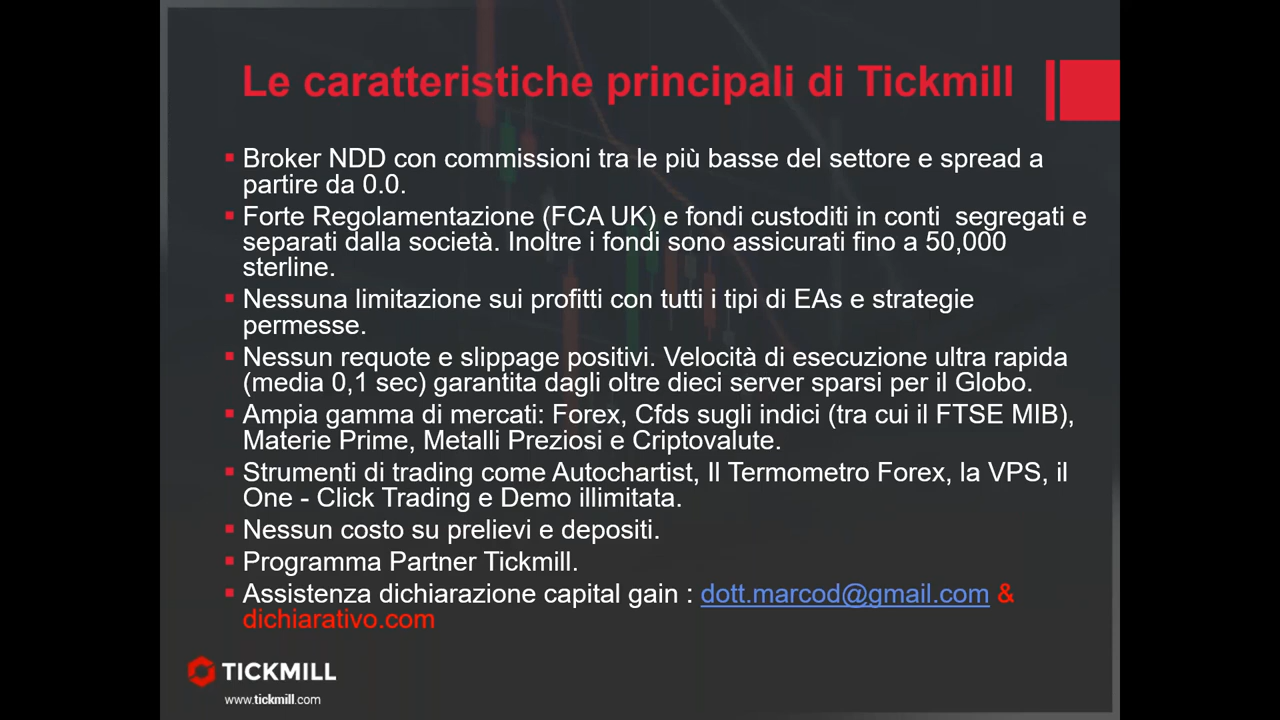 Le caratteristiche principali di Tickmill
Broker NDD con commissioni tra le più basse del settore e spread a
partire da 0.0.
Forte Regolamentazione (FCA UK) e fondi custoditi in conti  segregati e
separati dalla società. Inoltre i fondi sono assicurati fino a 50,000
sterline.
Nessuna limitazione sui profitti con tutti i tipi di EAs e strategie
permesse.
Nessun requote e slippage positivi. Velocità di esecuzione ultra rapida
(media 0,1 sec) garantita dagli oltre dieci server sparsi per il Globo.
Ampia gamma di mercati: Forex, Cfds sugli indici (tra cui il FTSE MIB),
Materie Prime, Metalli Preziosi e Criptovalute.
Strumenti di trading come Autochartist, Il Termometro Forex, la VPS, il
One - Click Trading e Demo illimitata.
Nessun costo su prelievi e depositi.
Programma Partner Tickmill.
Assistenza dichiarazione capital gain : dott.marcod@gmail.com &
dichiarativo.com
TICKMILL
www.tickmill.com